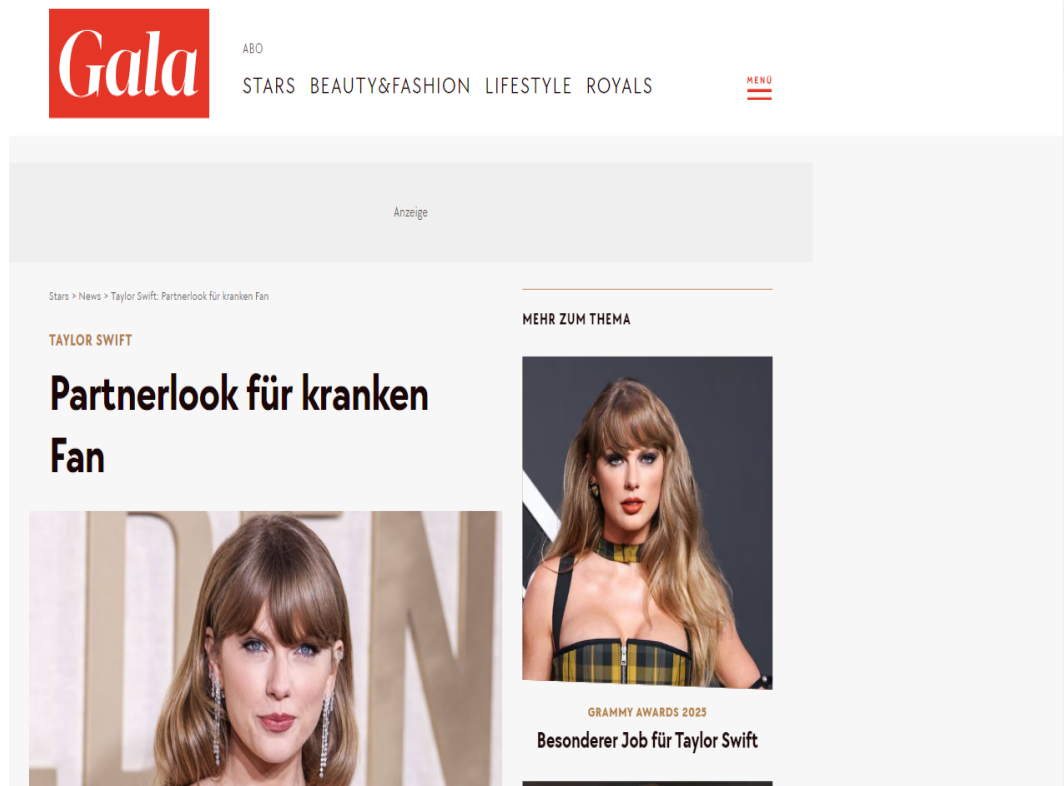 Gala
ABO
STARS BEAUTY&FASHION LIFESTYLE ROYALS
MENÜ
Anzeige
Stars > News > Taylor Swift: Partnerlook für kranken Fan
TAYLOR SWIFT
Partnerlook für kranken
Fan
MEHR ZUM THEMA
GRAMMY AWARDS 2025
Besonderer Job für Taylor Swift